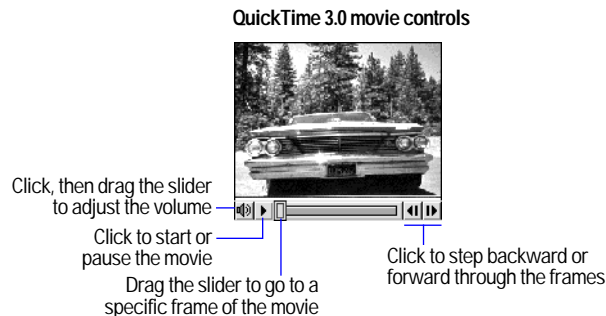 QuickTime 3.0 movie controls
Click, then drag the slider
to adjust the volume
Click to start or
pause the movie
Drag the slider to go to a
specific frame of the movie
Click to step backward or
forward through the frames